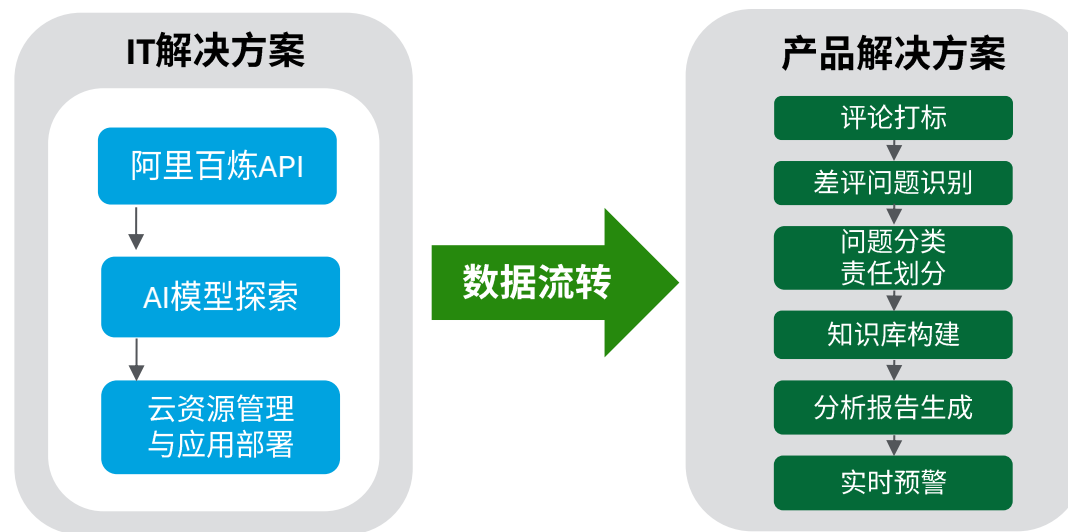 IT解决方案
阿里百炼API
AI模型探索
云资源管理
与应用部署
数据流转
产品解决方案
评论打标
差评问题识别
问题分类
责任划分
知识库构建
分析报告生成
实时预警